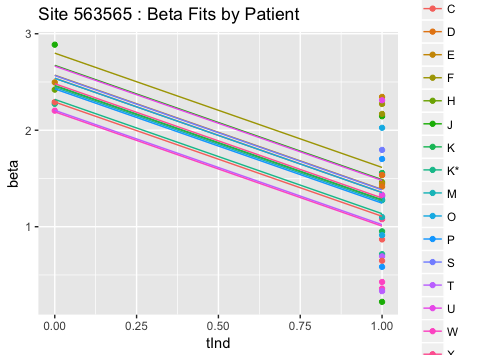 Site 563565 : Beta Fits by Patient
beta
3
2
1
0.00 0.25 0.50 0.75 1.00
tInd
C
D
E
F
H
J
K
K*
M
O
P
S
T
U
W